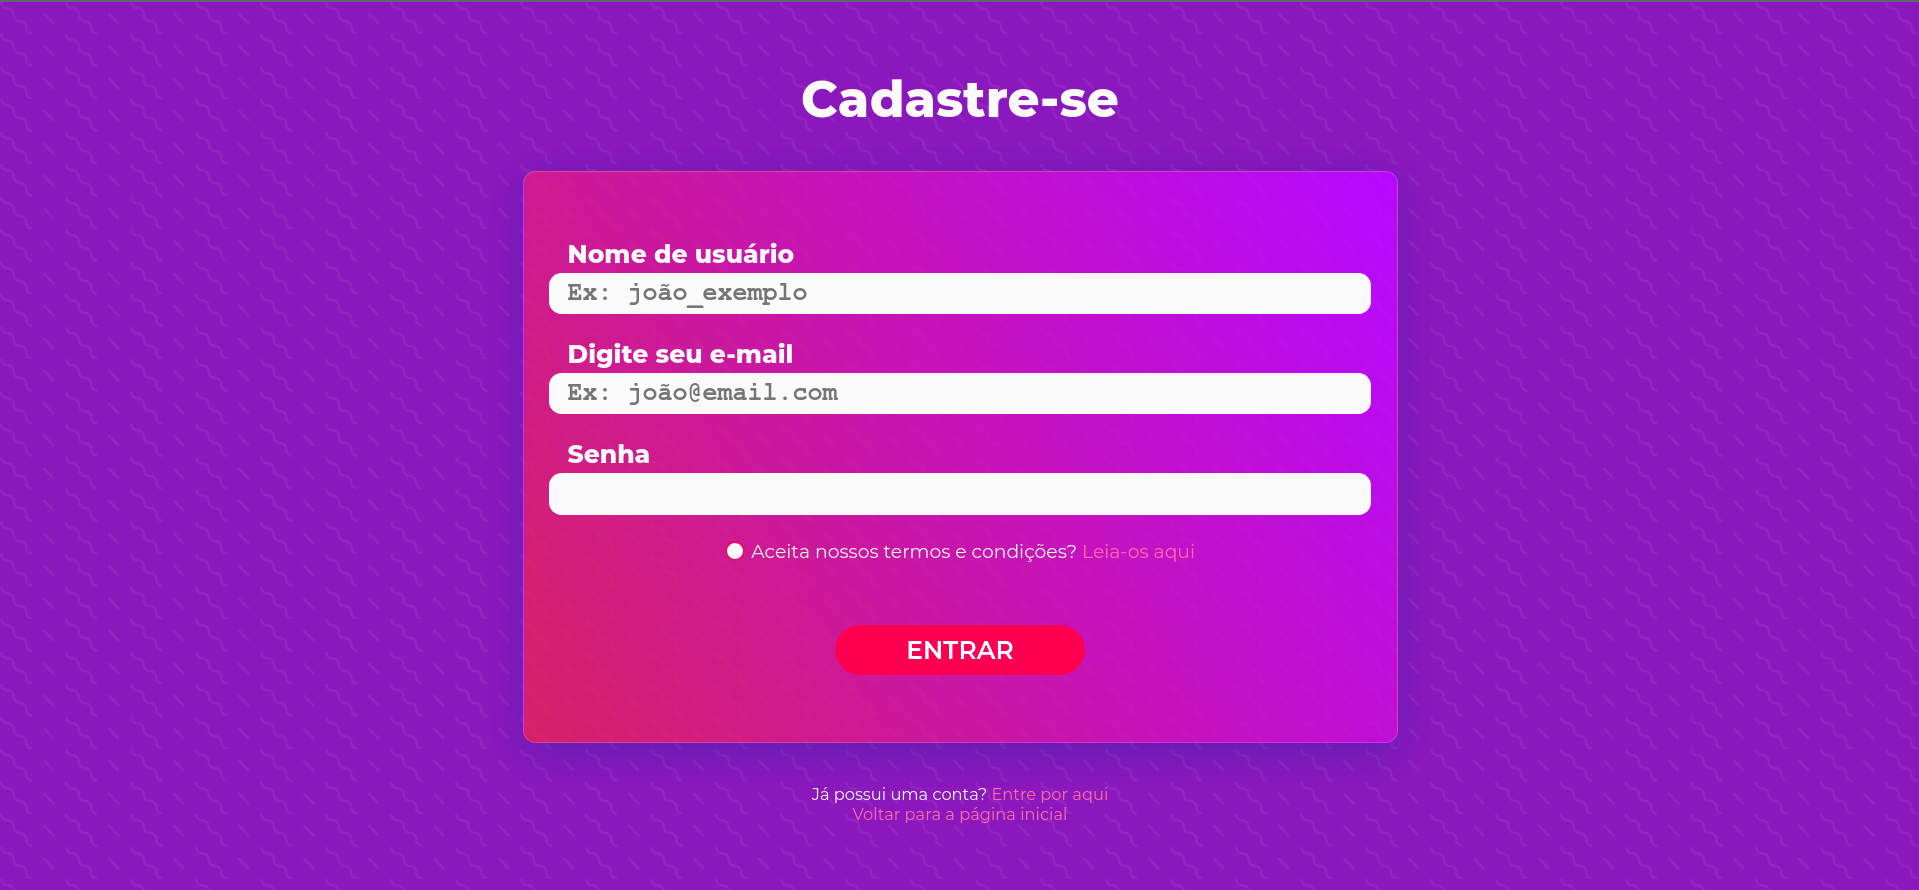 Cadastre-se
Nome de usuário
Ex: joão_exemplo
Digite seu e-mail
Ex: joão@email.com
Senha
Aceita nossos termos e condições? Leia-os aqui
ENTRAR
Já possui uma conta? Entre por aqui
Voltar para a página inicial